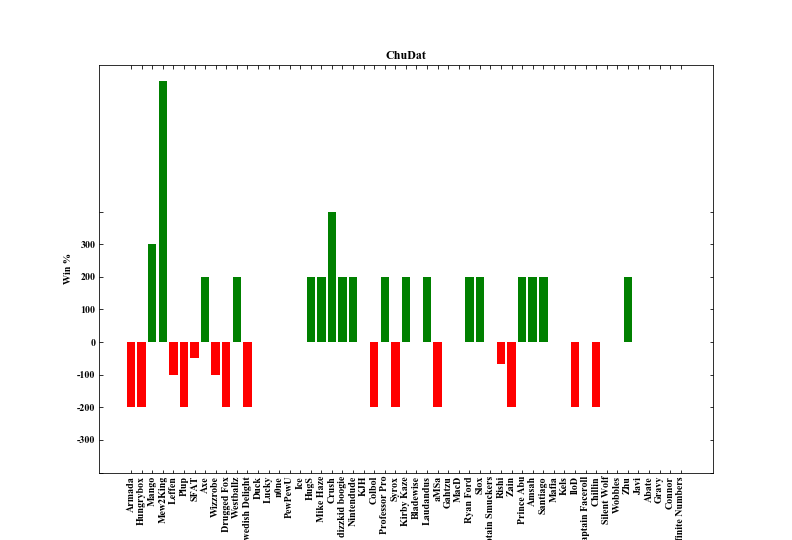 ChuDat
Win %
300
200
100
0
-100
-200
-300
Armada
Hungrybox
Mango
Mew2King
Leffen
Plup
SFAT
Axe
Wizzrobe
Drugged Fox
Westballz
wedish Delight
Duck
Lucky
n0ne
PewPewU
Ice
HugS
Mike Haze
Crush
dizzkid boogie
Nintendude
KJH
Colbol
Professor Pro
Syrox
Kirby Kaze
Bladewise
Laudandus
aMSa
Gahtzu
MacD
Ryan Ford
Slox
ptain Smuckers
Rishi
Zain
Prince Abu
Amsah
Santiago
Mafia
Kels
lloD
aptain Faceroll
Chillin
Silent Wolf
Wobbles
Zhu
Javi
Abate
Gravy
Connor
finite Numbers